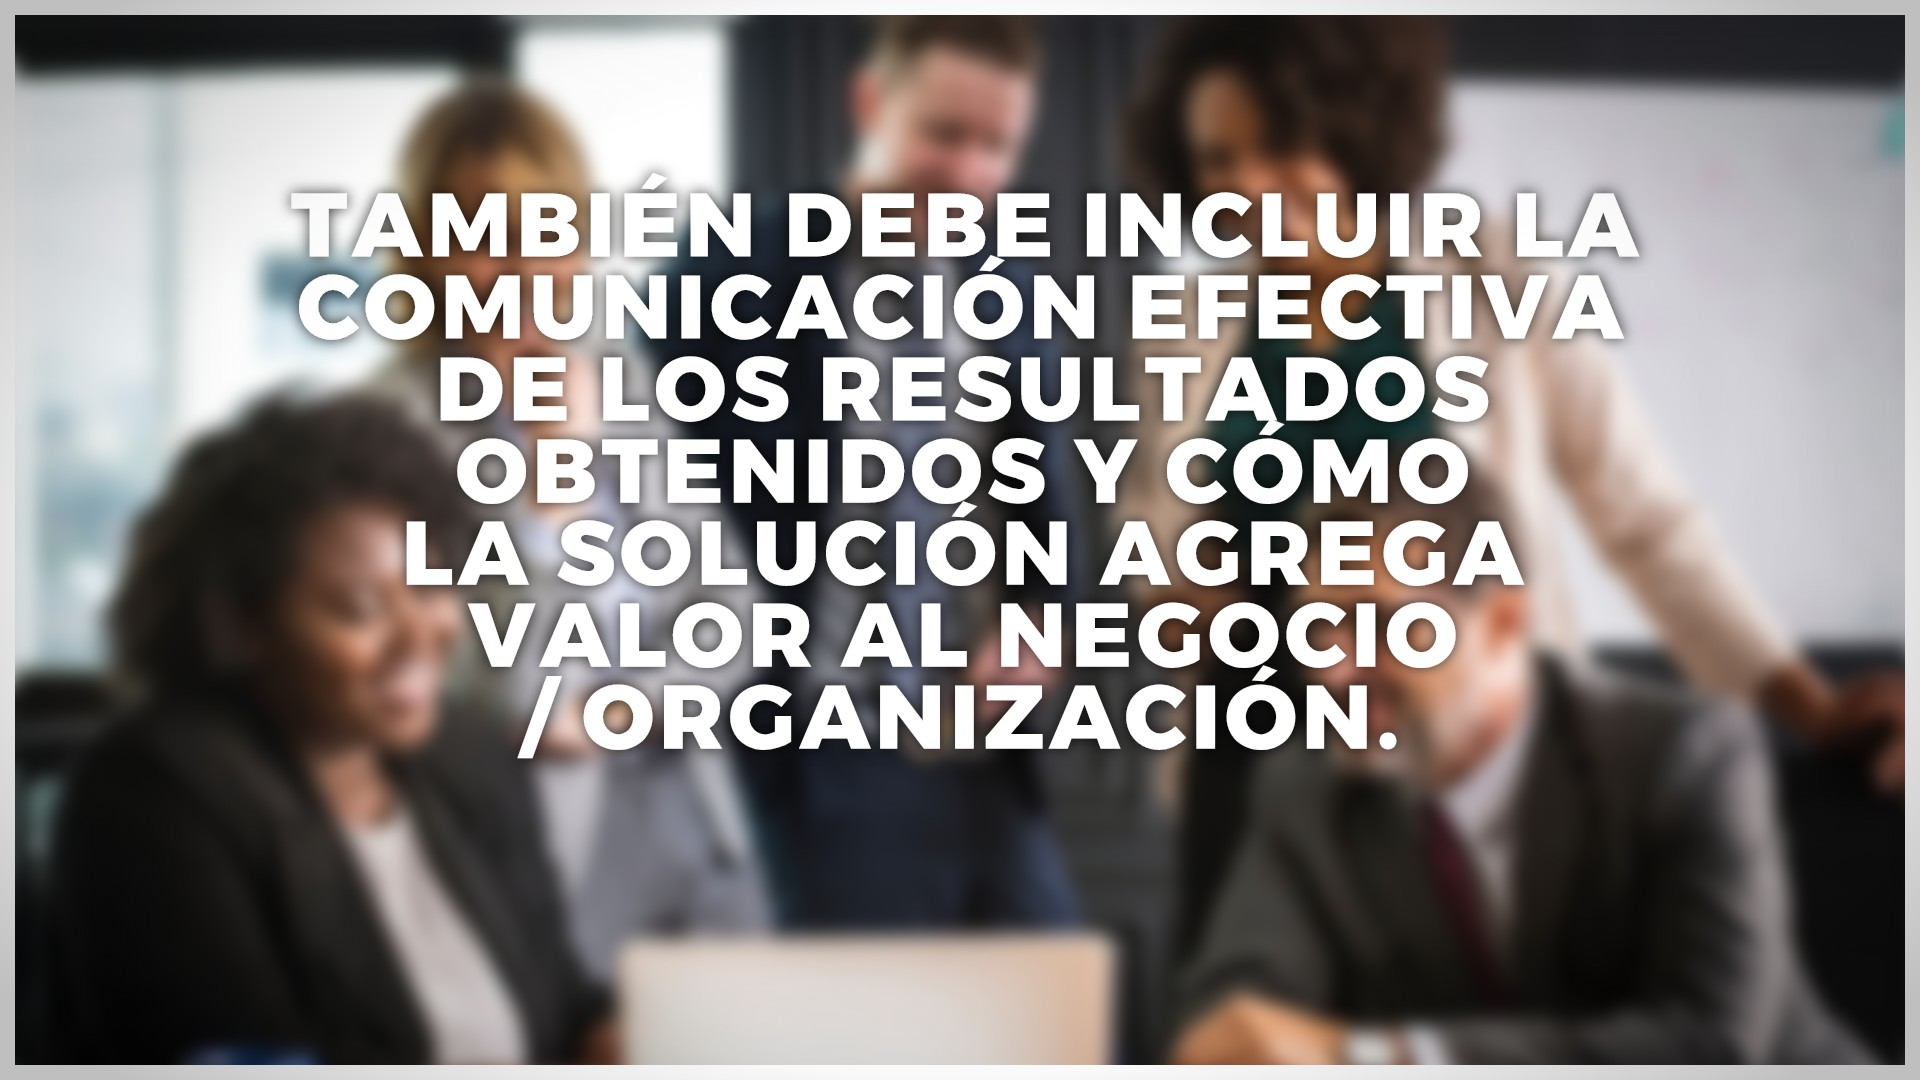 TAMBIÉN DEBE INCLUIR LA
COMUNICACIÓN EFECTIVA
DE LOS RESULTADOS
OBTENIDOS Y CÓMO
LA SOLUCIÓN AGREGA
VALOR AL NEGOCIO
/ORGANIZACIÓN.